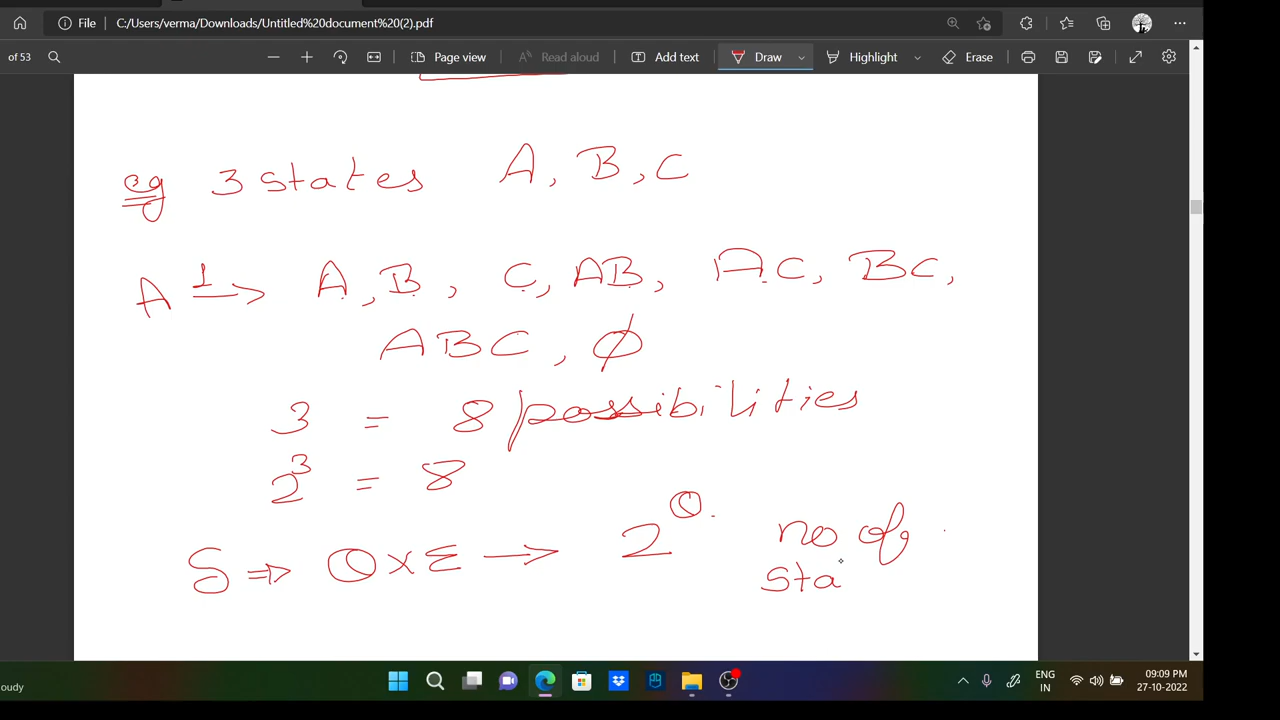 File C:/Users/verma/Downloads/Untitled%20document%20(2).pdf
of 53 Page view Read aloud Add text Draw Highlight Erase
eg 3 states A, B, C
A 1→ A, B, C, AB, AC, BC,
ABC, ϕ
3 = 8 possibilities
2³ = 8
δ ⇒ Q × Σ → 2^Q no of
sta
oudy
ENG
IN
09:09 PM
27-10-2022